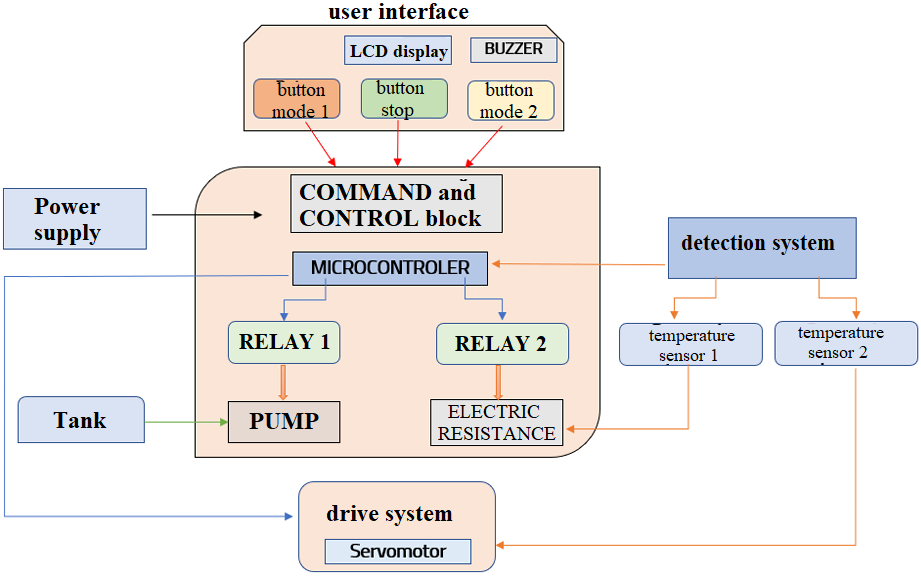 user interface
LCD display
BUZZER
button
mode 1
button
stop
button
mode 2
COMMAND and
CONTROL block
Power
supply
detection system
MICROCONTROLER
RELAY 1
RELAY 2
temperature
sensor 1
temperature
sensor 2
Tank
PUMP
ELECTRIC
RESISTANCE
drive system
Servomotor